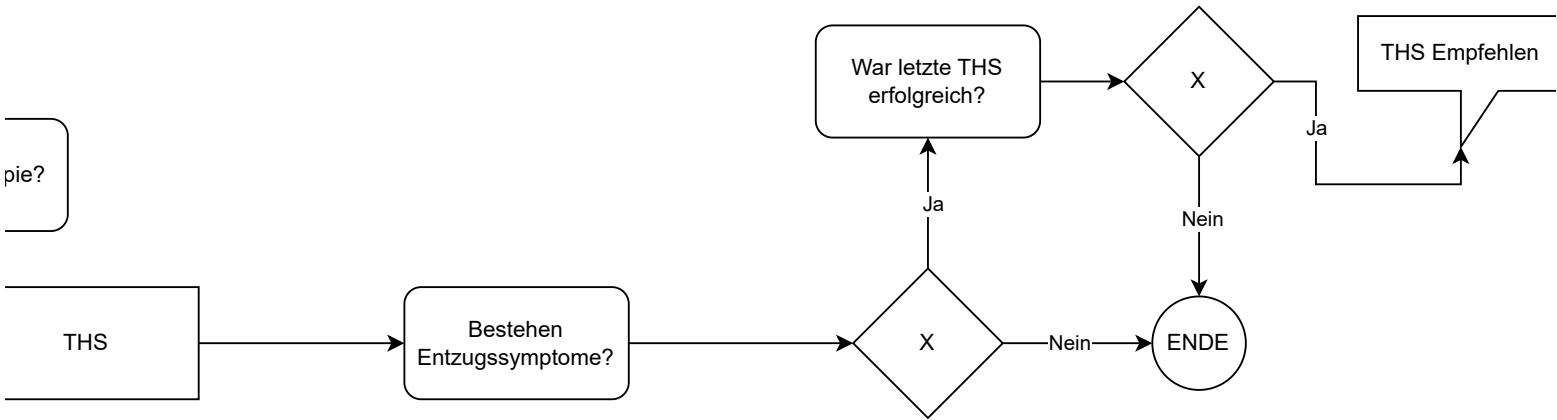 War letzte THS
erfolgreich?
X
THS Empfehlen
Ja
pie?
Ja
Nein
THS
Bestehen
Entzugssymptome?
X
Nein
ENDE